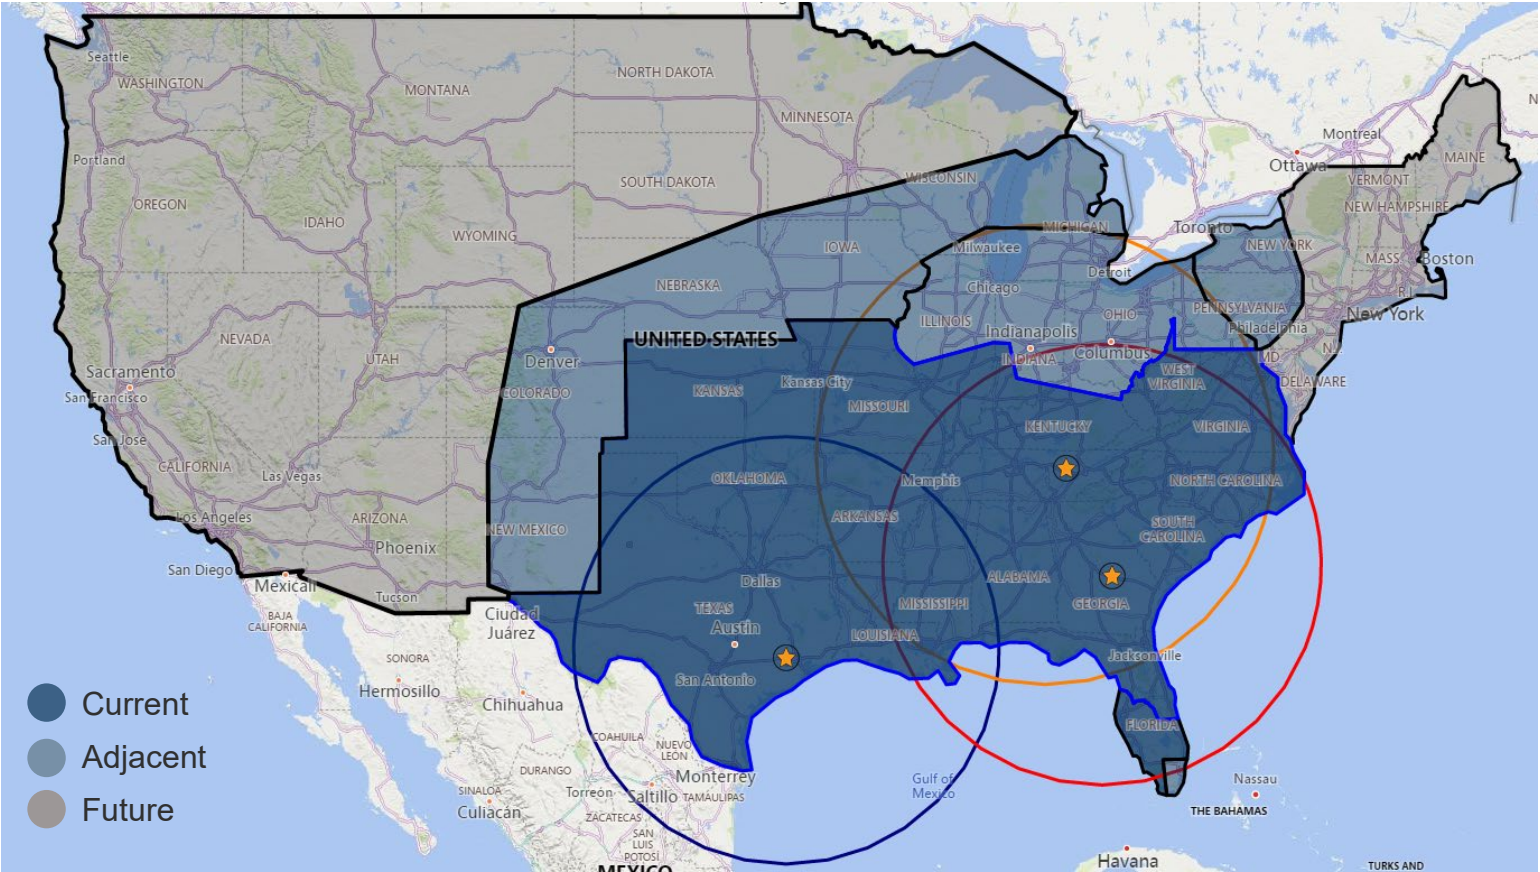 Seattle
WASHINGTON
MONTANA
NORTH DAKOTA
MINNESOTA
Montreal
Ottawa
MAINE
VERMONT
NEW HAMPSHIRE
Portland
OREGON
IDAHO
WYOMING
SOUTH DAKOTA
WISCONSIN
MICHIGAN
Toronto
NEW YORK
MASS
Boston
R.I.
IOWA
Milwaukee
Detroit
NEBRASKA
Chicago
PENNSYLVANIA
New York
NEVADA
UTAH
UNITED STATES
ILLINOIS
OHIO
Indianapolis
Philadelphia
Denver
INDIANA
Columbus
MD
NJ
Sacramento
San Francisco
COLORADO
KANSAS
Kansas City
WEST
VIRGINIA
DELAWARE
MISSOURI
San Jose
KENTUCKY
VIRGINIA
CALIFORNIA
Las Vegas
OKLAHOMA
Memphis
NORTH CAROLINA
Los Angeles
ARIZONA
NEW MEXICO
ARKANSAS
SOUTH
CAROLINA
Phoenix
San Diego
Mexicali
Dallas
ALABAMA
GEORGIA
Tucson
BAJA
CALIFORNIA
Ciudad
Juárez
TEXAS
Austin
MISSISSIPPI
LOUISIANA
SONORA
Jacksonville
San Antonio
Hermosillo
Chihuahua
Current
FLORIDA
COAHUILA
NUEVO
LEÓN
Adjacent
DURANGO
Monterrey
Gulf of
Mexico
Nassau
SINALOA
Torreón
Saltillo
TAMAULIPAS
Future
Culiacán
ZACATECAS
THE BAHAMAS
SAN
LUIS
POTOSÍ
MEXICO
Havana
TURKS AND